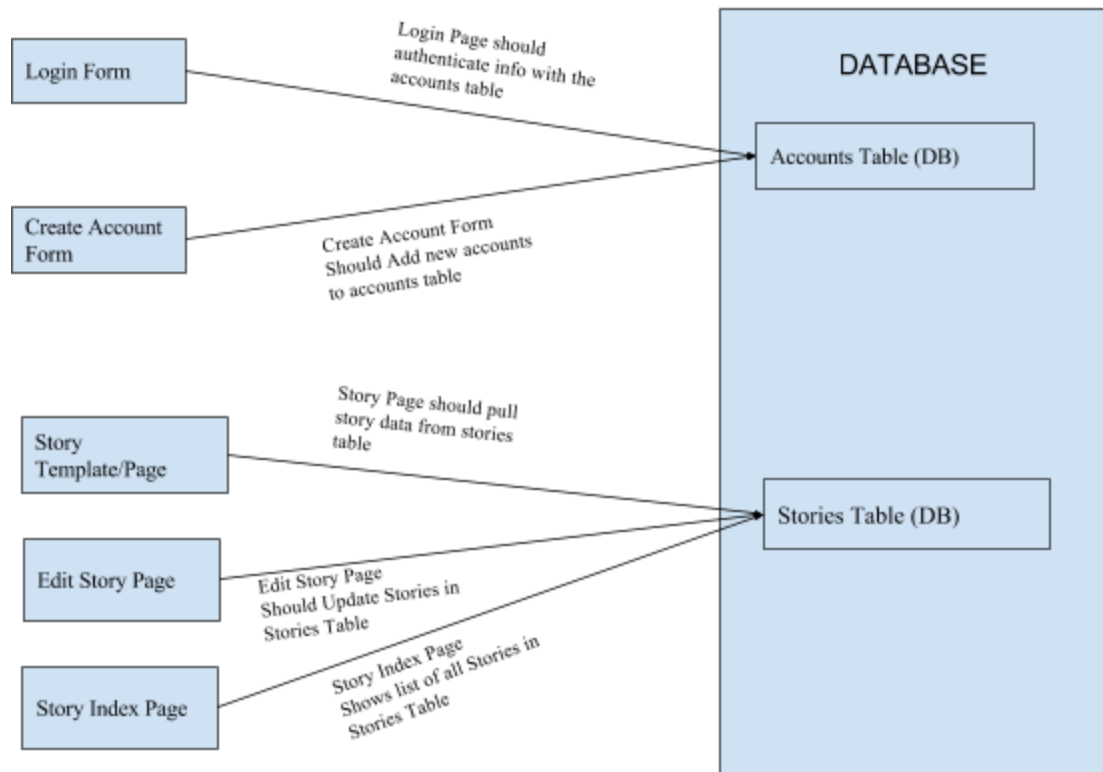 Login Form
Login Page should
authenticate info with the
accounts table
DATABASE
Accounts Table (DB)
Create Account
Form
Create Account Form
Should Add new accounts
to accounts table
Story
Template/Page
Story Page should pull
story data from stories
table
Stories Table (DB)
Edit Story Page
Edit Story Page
Should Update Stories in
Stories Table
Story Index Page
Story Index Page
Shows list of all Stories in
Stories Table